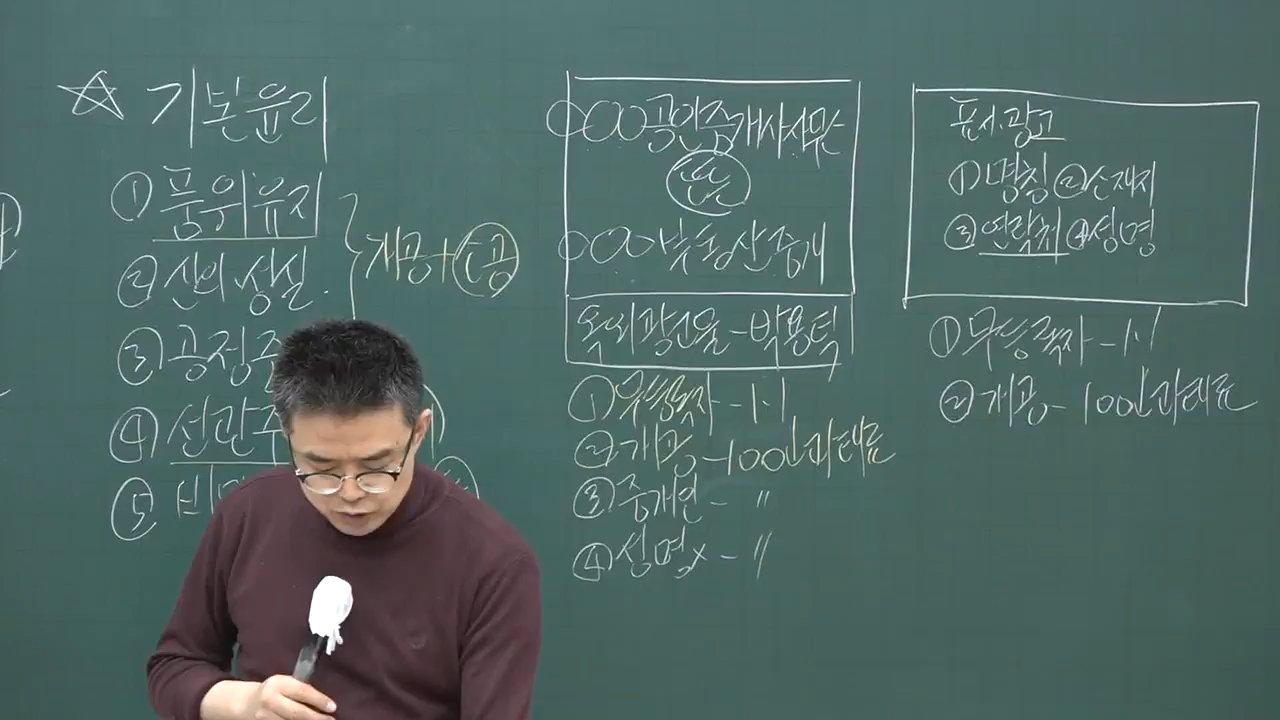 ☆ 기본윤리
① 품위유지
② 신의성실.
개공+소공
③ 공정중
④ 선관주
⑤ 비밀
○○○공인중개사사무소
또는
○○○부동산중개
옥외광고물-박용덕
① 무등록자 - 1-1
② 개공 - 100만과태료
③ 중개인 - 〃
④ 성명x - 〃
표시.광고
①명칭②소재지
③연락처④성명
① 무등록자 - 1-1
② 개공 - 100만과태료